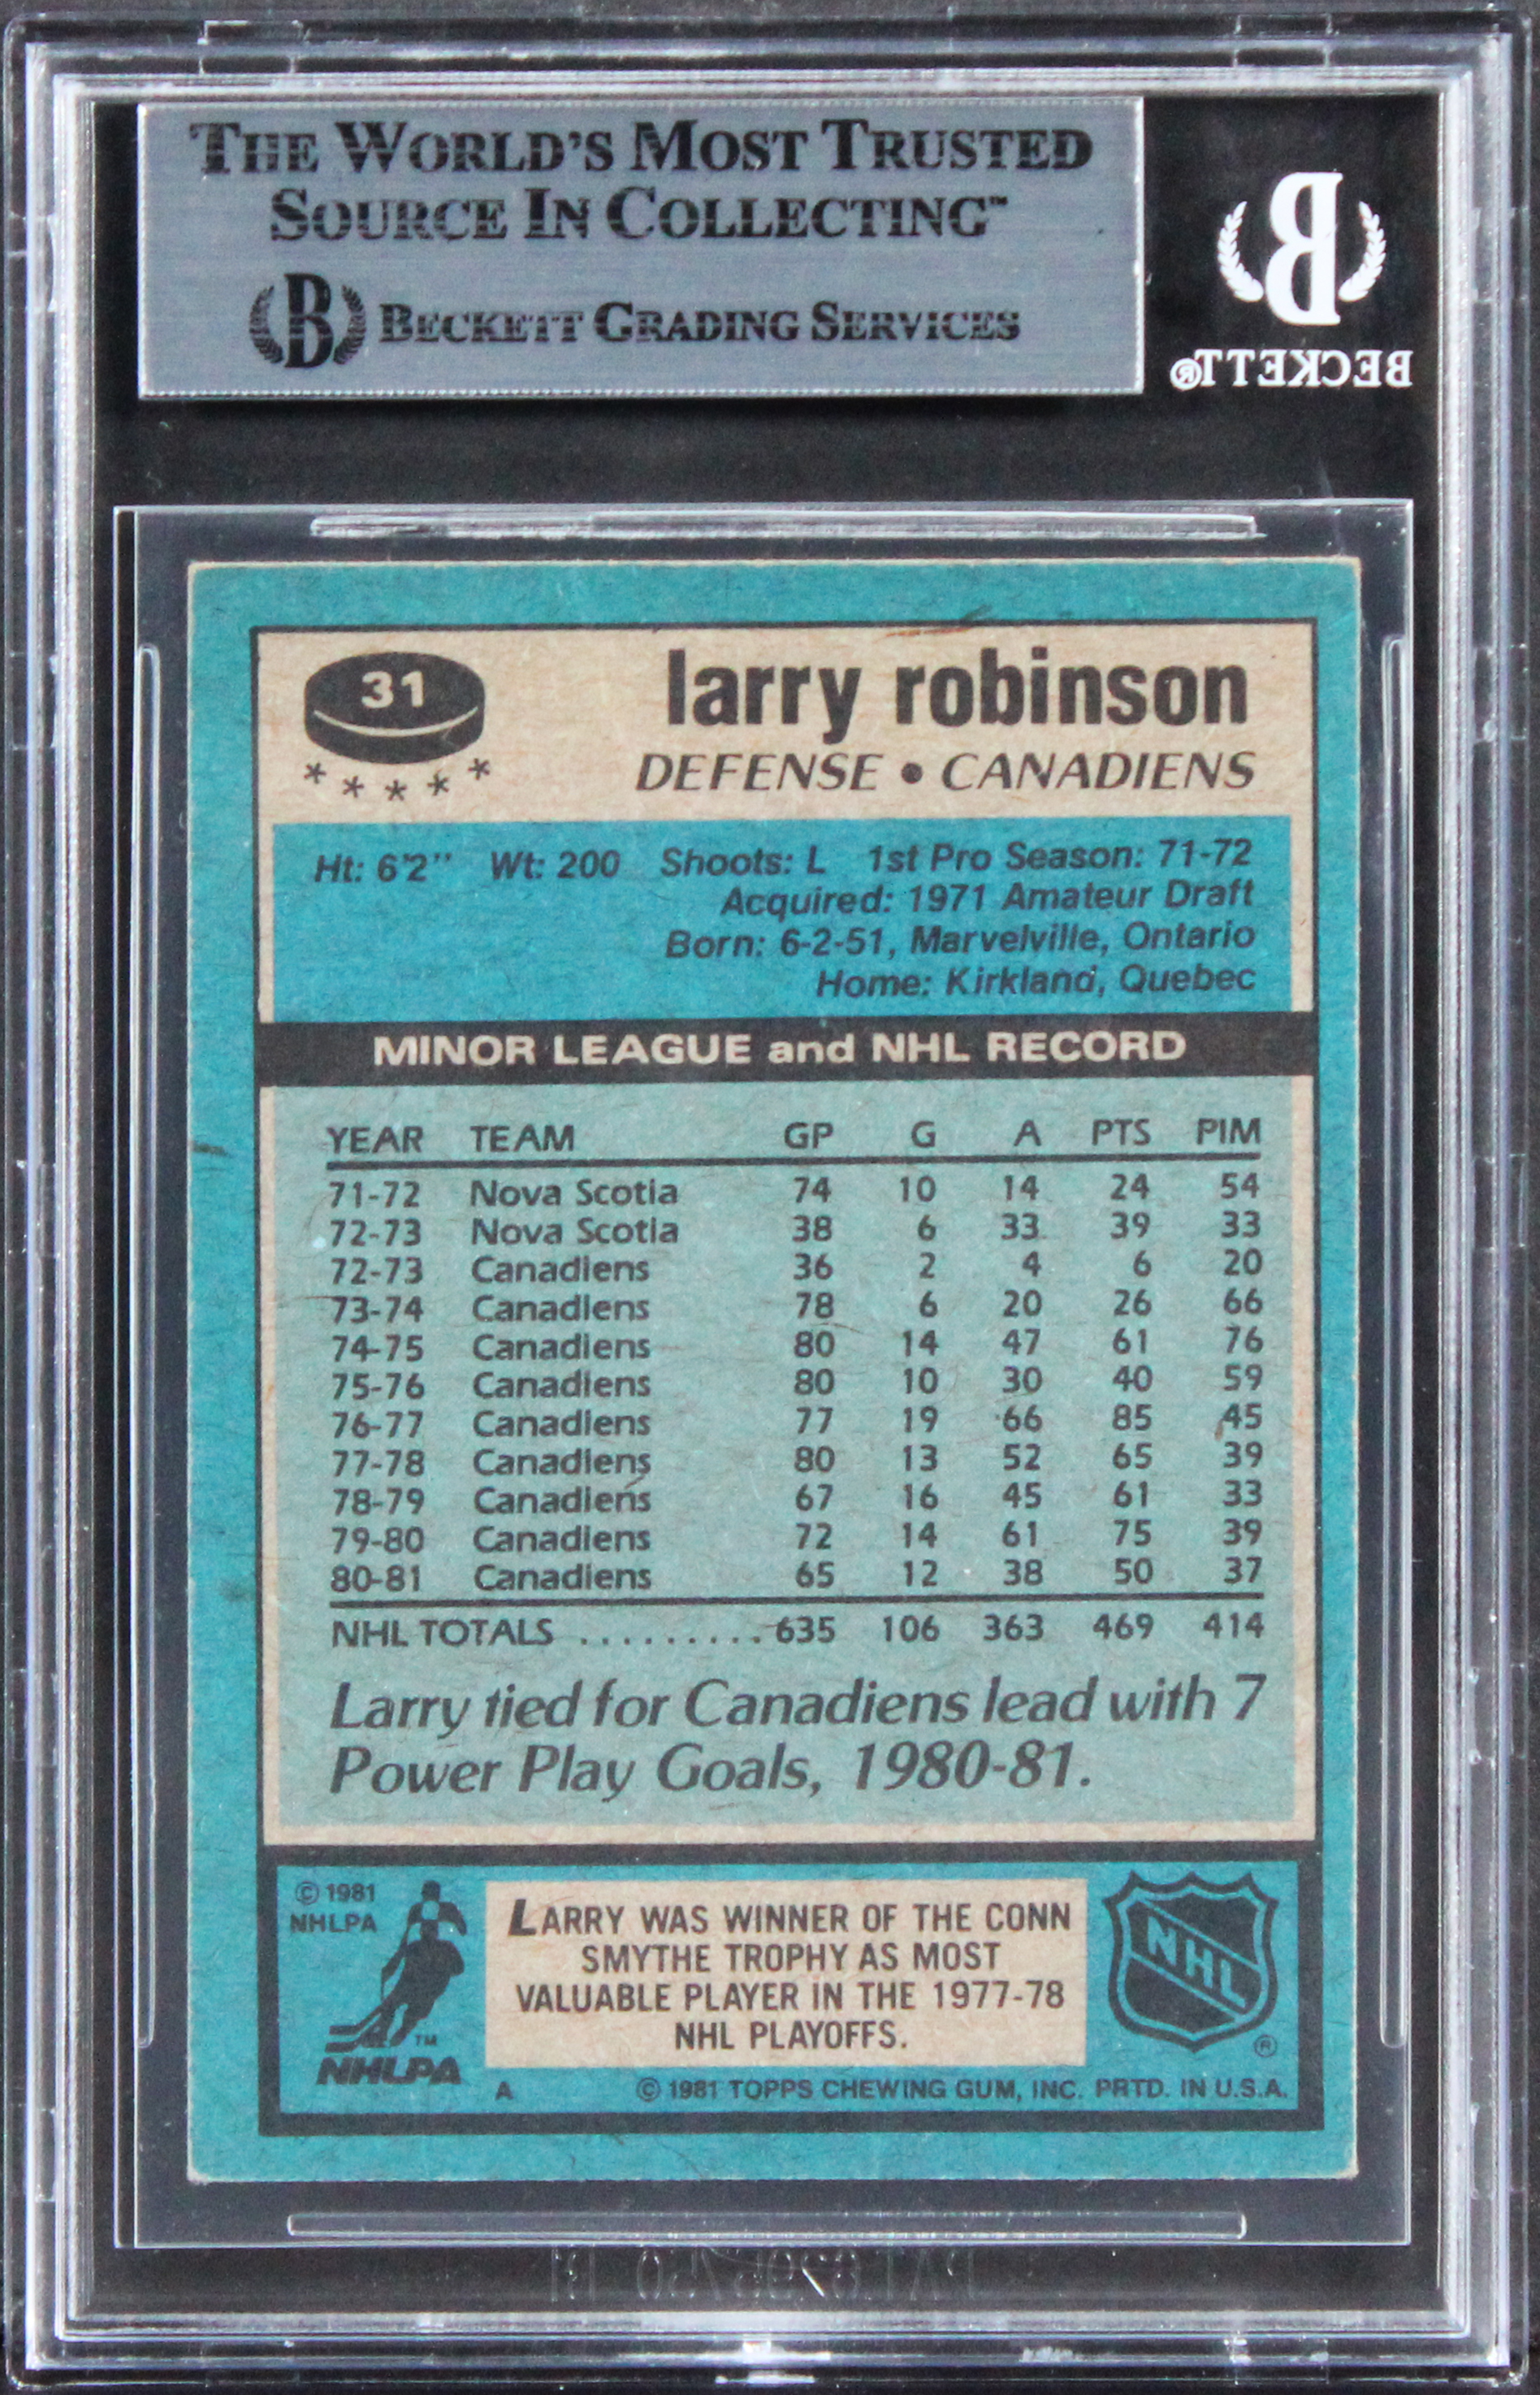 THE WORLD'S MOST TRUSTED
SOURCE IN COLLECTING™
B BECKETT GRADING SERVICES
B
BECKETT®
31
larry robinson
* * * * *
DEFENSE • CANADIENS
Ht: 6'2" Wt: 200 Shoots: L 1st Pro Season: 71-72
Acquired: 1971 Amateur Draft
Born: 6-2-51, Marvelville, Ontario
Home: Kirkland, Quebec
MINOR LEAGUE and NHL RECORD
YEAR TEAM GP G A PTS PIM
71-72 Nova Scotia 74 10 14 24 54
72-73 Nova Scotia 38 6 33 39 33
72-73 Canadiens 36 2 4 6 20
73-74 Canadiens 78 6 20 26 66
74-75 Canadiens 80 14 47 61 76
75-76 Canadiens 80 10 30 40 59
76-77 Canadiens 77 19 66 85 45
77-78 Canadiens 80 13 52 65 39
78-79 Canadiens 67 16 45 61 33
79-80 Canadiens 72 14 61 75 39
80-81 Canadiens 65 12 38 50 37
NHL TOTALS .......... 635 106 363 469 414
Larry tied for Canadiens lead with 7
Power Play Goals, 1980-81.
© 1981
NHLPA
LARRY WAS WINNER OF THE CONN
SMYTHE TROPHY AS MOST
VALUABLE PLAYER IN THE 1977-78
NHL PLAYOFFS.
NHL
®
™
NHLPA
A © 1981 TOPPS CHEWING GUM, INC. PRTD. IN U.S.A.